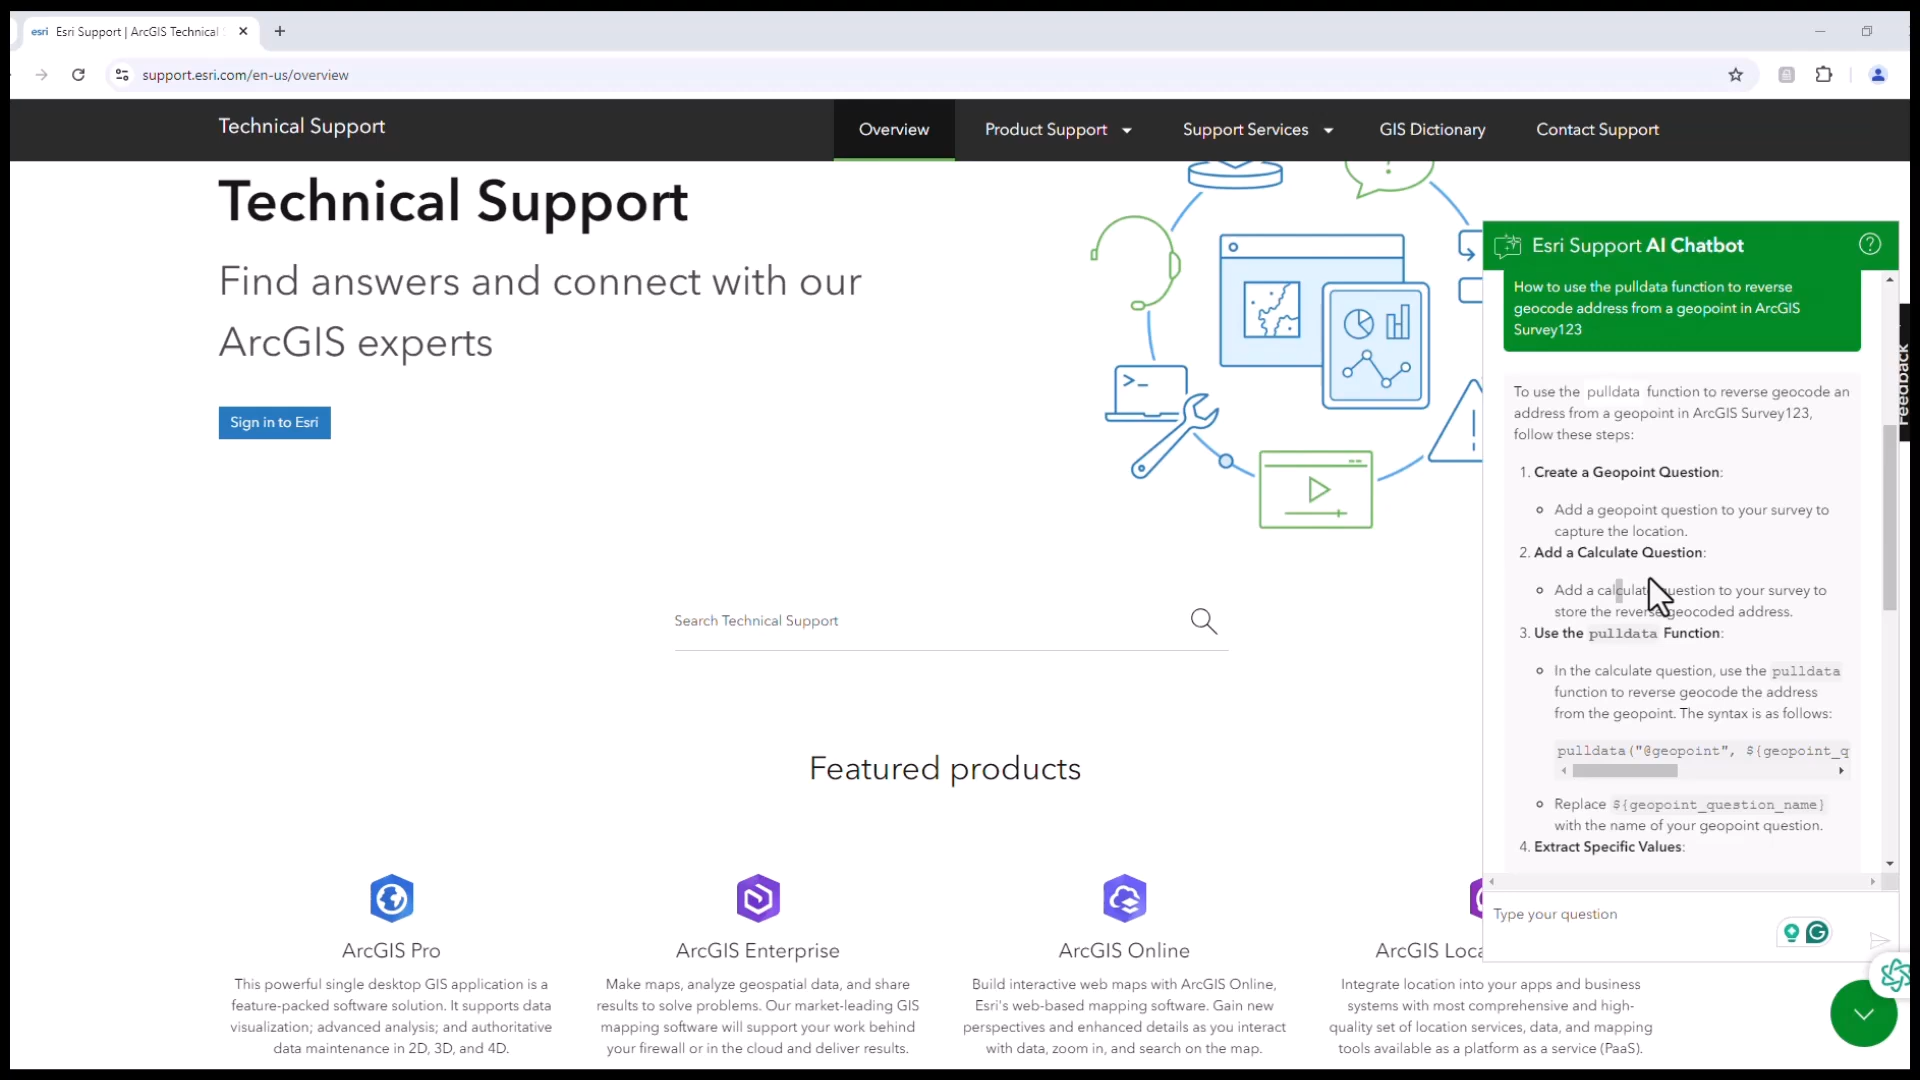 esri Esri Support | ArcGIS Technical
support.esri.com/en-us/overview
Technical Support
Overview
Product Support
Support Services
GIS Dictionary
Contact Support
Technical Support
Find answers and connect with our
ArcGIS experts
Sign in to Esri
Search Technical Support
Featured products
ArcGIS Pro
This powerful single desktop GIS application is a
feature-packed software solution. It supports data
visualization; advanced analysis; and authoritative
data maintenance in 2D, 3D, and 4D.
ArcGIS Enterprise
Make maps, analyze geospatial data, and share
results to solve problems. Our market-leading GIS
mapping software will support your work behind
your firewall or in the cloud and deliver results.
ArcGIS Online
Build interactive web maps with ArcGIS Online,
Esri's web-based mapping software. Gain new
perspectives and enhanced details as you interact
with data, zoom in, and search on the map.
ArcGIS Loca
Integrate location into your apps and business
systems with most comprehensive and high-
quality set of location services, data, and mapping
tools available as a platform as a service (PaaS).
Esri Support AI Chatbot
How to use the pulldata function to reverse
geocode address from a geopoint in ArcGIS
Survey123
To use the pulldata function to reverse geocode an
address from a geopoint in ArcGIS Survey123,
follow these steps:
1. Create a Geopoint Question:
Add a geopoint question to your survey to
capture the location.
2. Add a Calculate Question:
Add a calculat uestion to your survey to
store the reverse geocoded address.
3. Use the pulldata Function:
In the calculate question, use the pulldata
function to reverse geocode the address
from the geopoint. The syntax is as follows:
pulldata("@geopoint", ${geopoint_q
Replace ${geopoint_question_name}
with the name of your geopoint question.
4. Extract Specific Values:
Type your question
Feedback